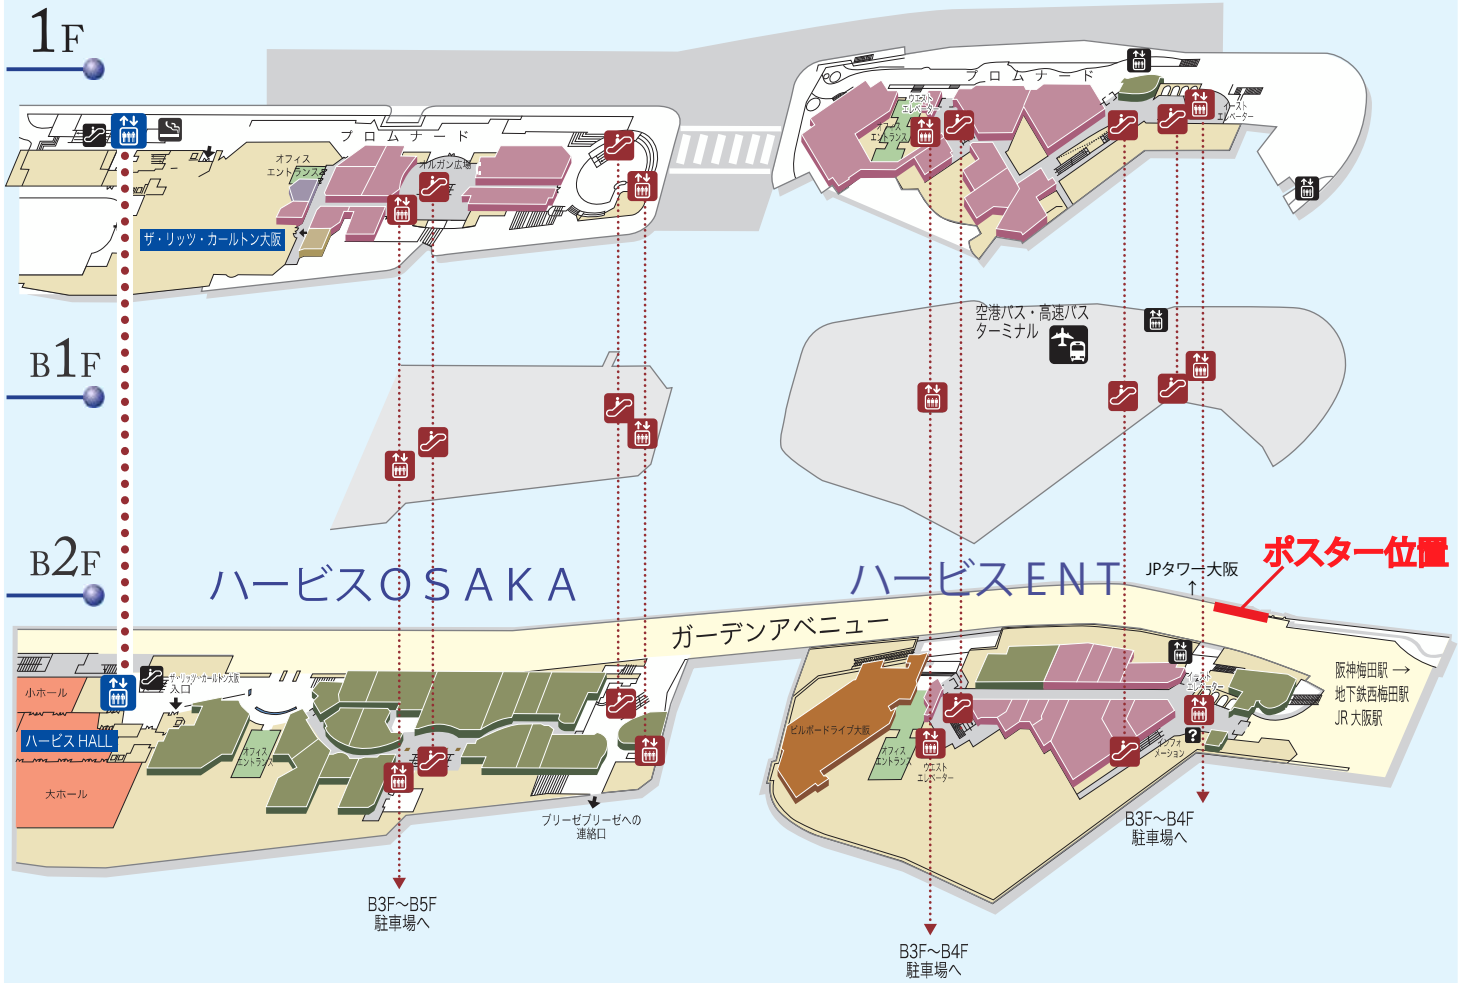 1F
プロムナード
ウエスト
エレベーター
オフィス
エントランス
イースト
エレベーター
プロムナード
オフィス
エントランス
オルガン広場
ザ・リッツ・カールトン大阪
B1F
空港バス・高速バス
ターミナル
B2F
ハービスOSAKA
ハービスENT
JPタワー大阪
↑
ポスター位置
ガーデンアベニュー
小ホール
ザ・リッツ・カールトン大阪
入口
ハービスHALL
大ホール
オフィス
エントランス
ブリーゼブリーゼへの
連絡口
ビルボードライブ大阪
オフィス
エントランス
ウエスト
エレベーター
イースト
エレベーター
?
インフォ
メーション
阪神梅田駅 →
地下鉄西梅田駅
JR 大阪駅
B3F〜B4F
駐車場へ
B3F〜B5F
駐車場へ
B3F〜B4F
駐車場へ